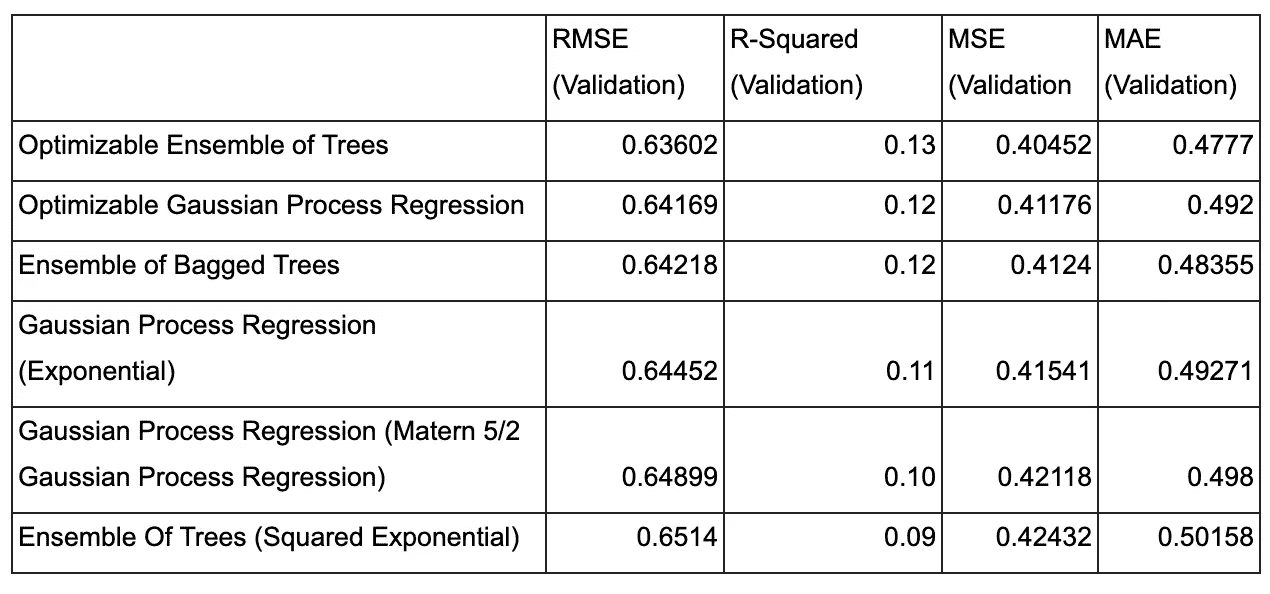 RMSE R-Squared MSE MAE
(Validation) (Validation) (Validation (Validation)
Optimizable Ensemble of Trees 0.63602 0.13 0.40452 0.4777
Optimizable Gaussian Process Regression 0.64169 0.12 0.41176 0.492
Ensemble of Bagged Trees 0.64218 0.12 0.4124 0.48355
Gaussian Process Regression
(Exponential) 0.64452 0.11 0.41541 0.49271
Gaussian Process Regression (Matern 5/2
Gaussian Process Regression) 0.64899 0.10 0.42118 0.498
Ensemble Of Trees (Squared Exponential) 0.6514 0.09 0.42432 0.50158